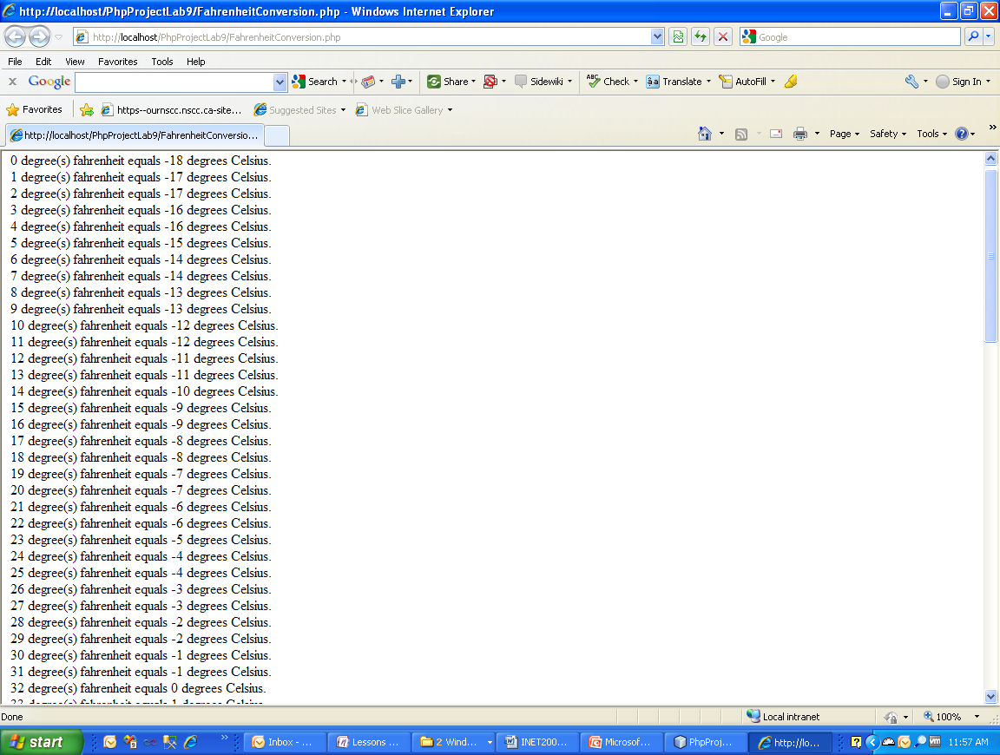 http://localhost/PhpProjectLab9/FahrenheitConversion.php - Windows Internet Explorer
http://localhost/PhpProjectLab9/FahrenheitConversion.php Google
File Edit View Favorites Tools Help
x Google Search Share Sidewiki ABC Check Translate AutoFill Sign In
Favorites https--ournscc.nscc.ca-site... Suggested Sites Web Slice Gallery
http://localhost/PhpProjectLab9/FahrenheitConversio... Page Safety Tools »
0 degree(s) fahrenheit equals -18 degrees Celsius.
1 degree(s) fahrenheit equals -17 degrees Celsius.
2 degree(s) fahrenheit equals -17 degrees Celsius.
3 degree(s) fahrenheit equals -16 degrees Celsius.
4 degree(s) fahrenheit equals -16 degrees Celsius.
5 degree(s) fahrenheit equals -15 degrees Celsius.
6 degree(s) fahrenheit equals -14 degrees Celsius.
7 degree(s) fahrenheit equals -14 degrees Celsius.
8 degree(s) fahrenheit equals -13 degrees Celsius.
9 degree(s) fahrenheit equals -13 degrees Celsius.
10 degree(s) fahrenheit equals -12 degrees Celsius.
11 degree(s) fahrenheit equals -12 degrees Celsius.
12 degree(s) fahrenheit equals -11 degrees Celsius.
13 degree(s) fahrenheit equals -11 degrees Celsius.
14 degree(s) fahrenheit equals -10 degrees Celsius.
15 degree(s) fahrenheit equals -9 degrees Celsius.
16 degree(s) fahrenheit equals -9 degrees Celsius.
17 degree(s) fahrenheit equals -8 degrees Celsius.
18 degree(s) fahrenheit equals -8 degrees Celsius.
19 degree(s) fahrenheit equals -7 degrees Celsius.
20 degree(s) fahrenheit equals -7 degrees Celsius.
21 degree(s) fahrenheit equals -6 degrees Celsius.
22 degree(s) fahrenheit equals -6 degrees Celsius.
23 degree(s) fahrenheit equals -5 degrees Celsius.
24 degree(s) fahrenheit equals -4 degrees Celsius.
25 degree(s) fahrenheit equals -4 degrees Celsius.
26 degree(s) fahrenheit equals -3 degrees Celsius.
27 degree(s) fahrenheit equals -3 degrees Celsius.
28 degree(s) fahrenheit equals -2 degrees Celsius.
29 degree(s) fahrenheit equals -2 degrees Celsius.
30 degree(s) fahrenheit equals -1 degrees Celsius.
31 degree(s) fahrenheit equals -1 degrees Celsius.
32 degree(s) fahrenheit equals 0 degrees Celsius.
33 degree(s) fahrenheit equals 1 degrees Celsius.
Done Local intranet 100%
start » Inbox - ... Lessons ... 2 Wind... INET200... Microsof... PhpProj... http://lo... 11:57 AM